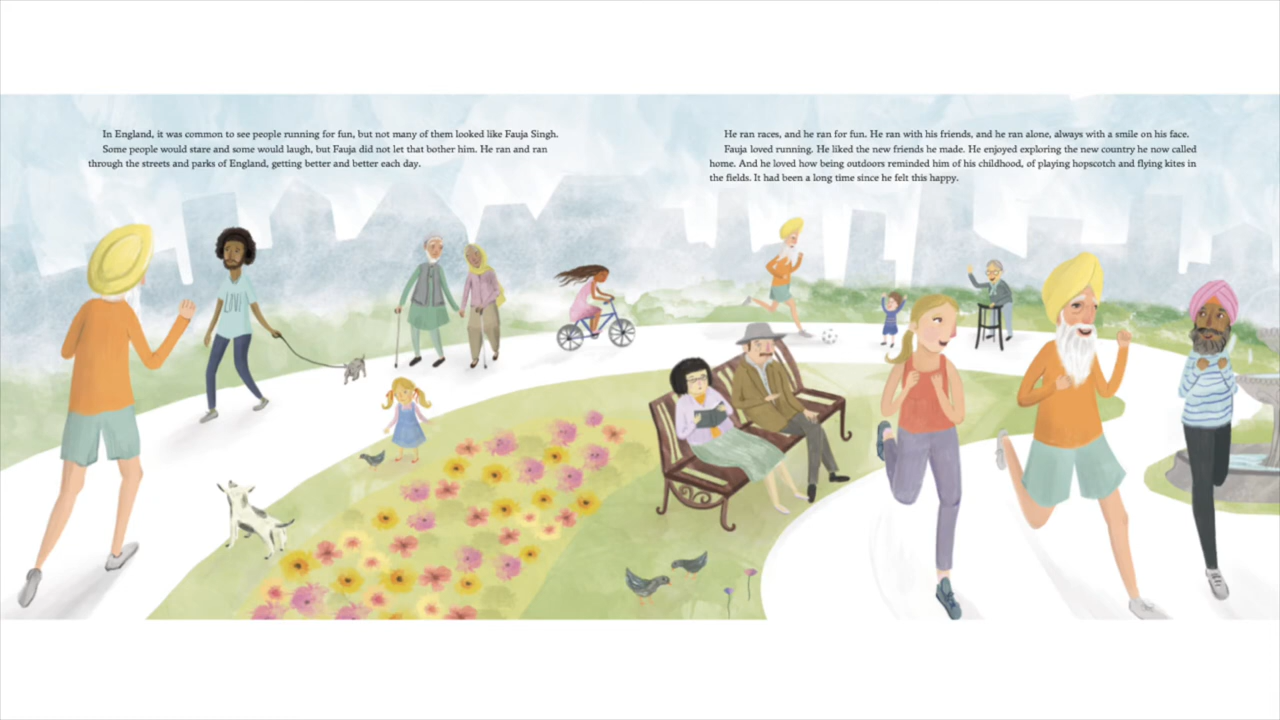 In England, it was common to see people running for fun, but not many of them looked like Fauja Singh.
Some people would stare and some would laugh, but Fauja did not let that bother him. He ran and ran
through the streets and parks of England, getting better and better each day.
He ran races, and he ran for fun. He ran with his friends, and he ran alone, always with a smile on his face.
Fauja loved running. He liked the new friends he made. He enjoyed exploring the new country he now called
home. And he loved how being outdoors reminded him of his childhood, of playing hopscotch and flying kites in
the fields. It had been a long time since he felt this happy.